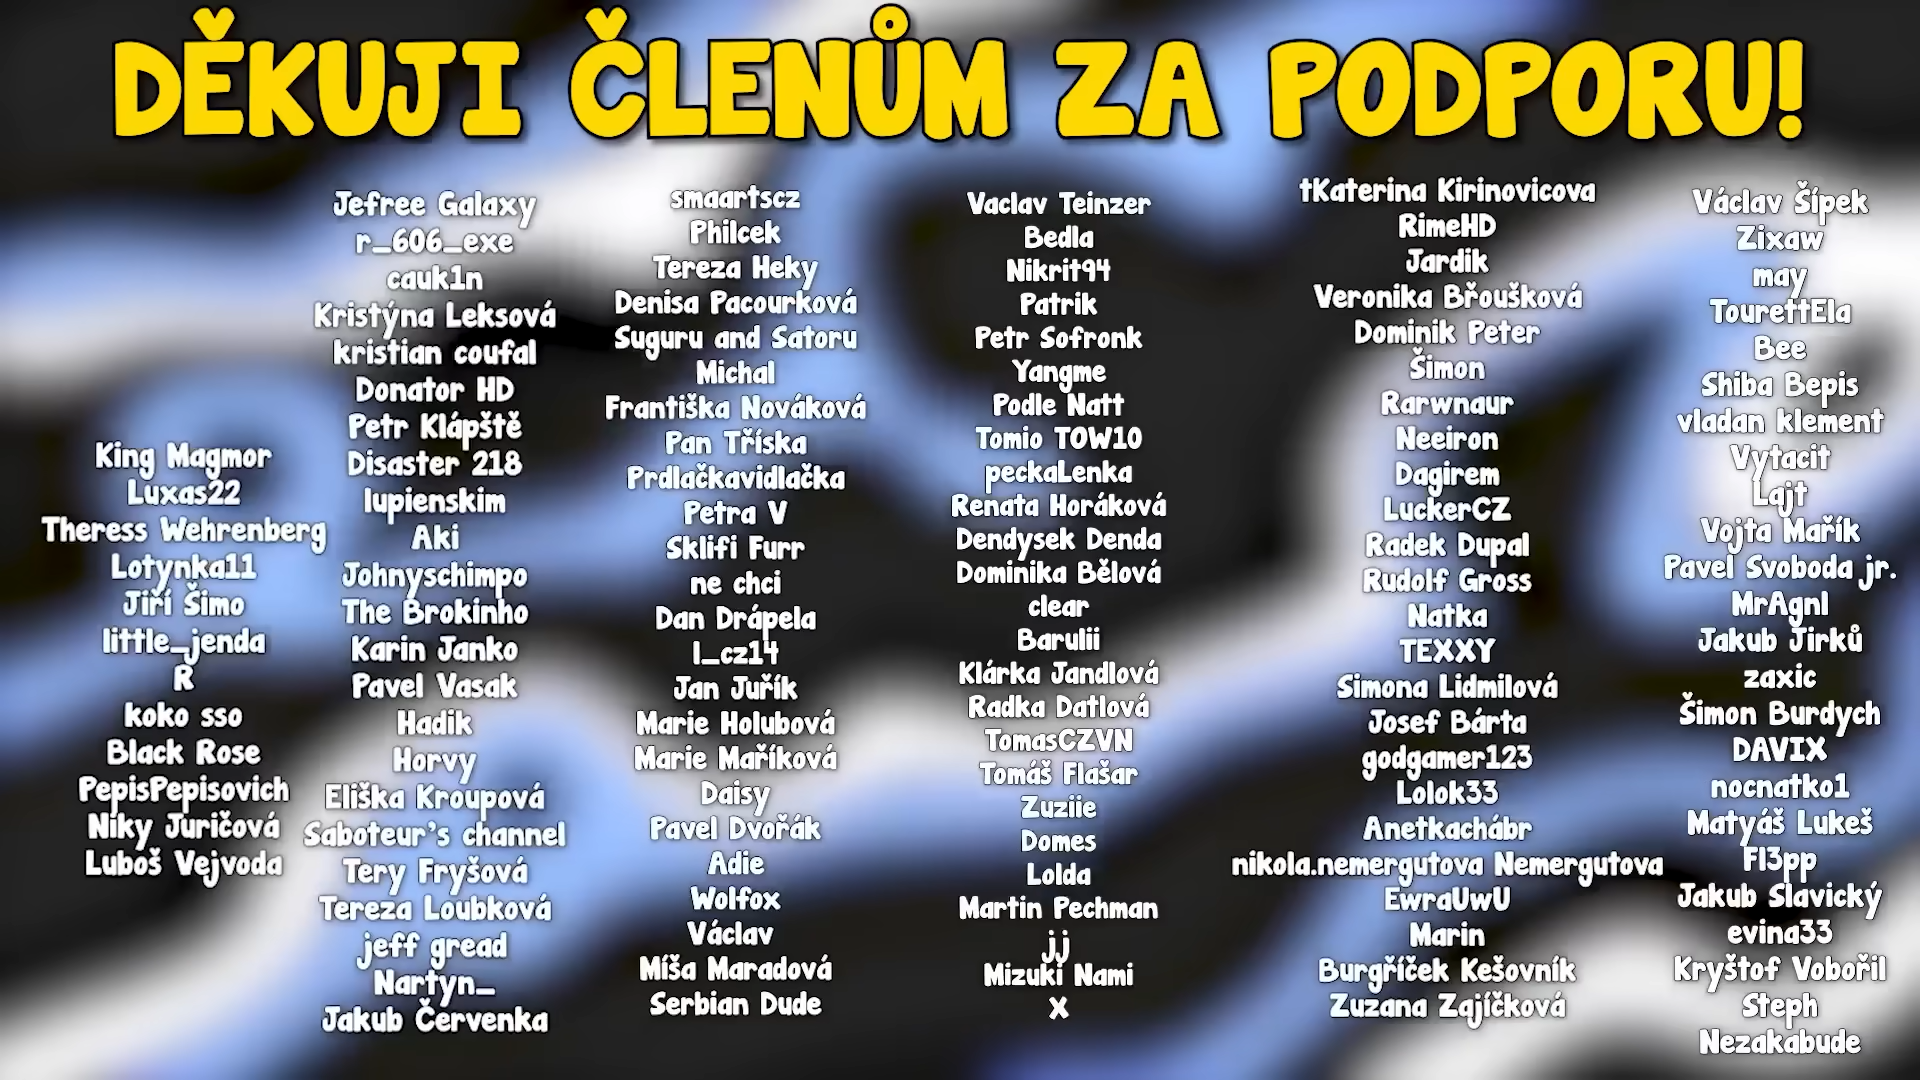 DĚKUJI ČLENŮM ZA PODPORU!
King Magmor
Luxas22
Theress Wehrenberg
Lotynka11
Jiří Šimo
little_jenda
R
koko sso
Black Rose
PepisPepisovich
Niky Juričová
Luboš Vejvoda
Jefree Galaxy
r_606_exe
cauk1n
Kristýna Leksová
kristian coufal
Donator HD
Petr Klápště
Disaster 218
lupienskim
Aki
Johnyschimpo
The Brokinho
Karin Janko
Pavel Vasak
Hadik
Horvy
Eliška Kroupová
Saboteur's channel
Tery Fryšová
Tereza Loubková
jeff gread
Nartyn_
Jakub Červenka
smaartscz
Philcek
Tereza Heky
Denisa Pacourková
Suguru and Satoru
Michal
Františka Nováková
Pan Tříska
Prdlačkavidlačka
Petra V
Sklifi Furr
ne chci
Dan Drápela
l_cz14
Jan Juřík
Marie Holubová
Marie Maříková
Daisy
Pavel Dvořák
Adie
Wolfox
Václav
Míša Maradová
Serbian Dude
Vaclav Teinzer
Bedla
Nikrit94
Patrik
Petr Sofronk
Yangme
Podle Natt
Tomio TOW10
peckaLenka
Renata Horáková
Dendysek Denda
Dominika Bělová
clear
Barulii
Klárka Jandlová
Radka Datlová
TomasCZVN
Tomáš Flašar
Zuziie
Domes
Lolda
Martin Pechman
jj
Mizuki Nami
X
tKaterina Kirinovicova
RimeHD
Jardik
Veronika Břoušková
Dominik Peter
Šimon
Rarwnaur
Neeiron
Dagirem
LuckerCZ
Radek Dupal
Rudolf Gross
Natka
TEXXY
Simona Lidmilová
Josef Bárta
godgamer123
Lolok33
Anetkachábr
nikola.nemergutova Nemergutova
EwraUwU
Marin
Burgříček Kešovník
Zuzana Zajíčková
Václav Šípek
Zixaw
may
TourettEla
Bee
Shiba Bepis
vladan klement
Vytacit
Lajt
Vojta Mařík
Pavel Svoboda jr.
MrAgnl
Jakub Jirků
zaxic
Šimon Burdych
DAVIX
nocnatko1
Matyáš Lukeš
Fl3pp
Jakub Slavický
evina33
Kryštof Vobořil
Steph
Nezakabude